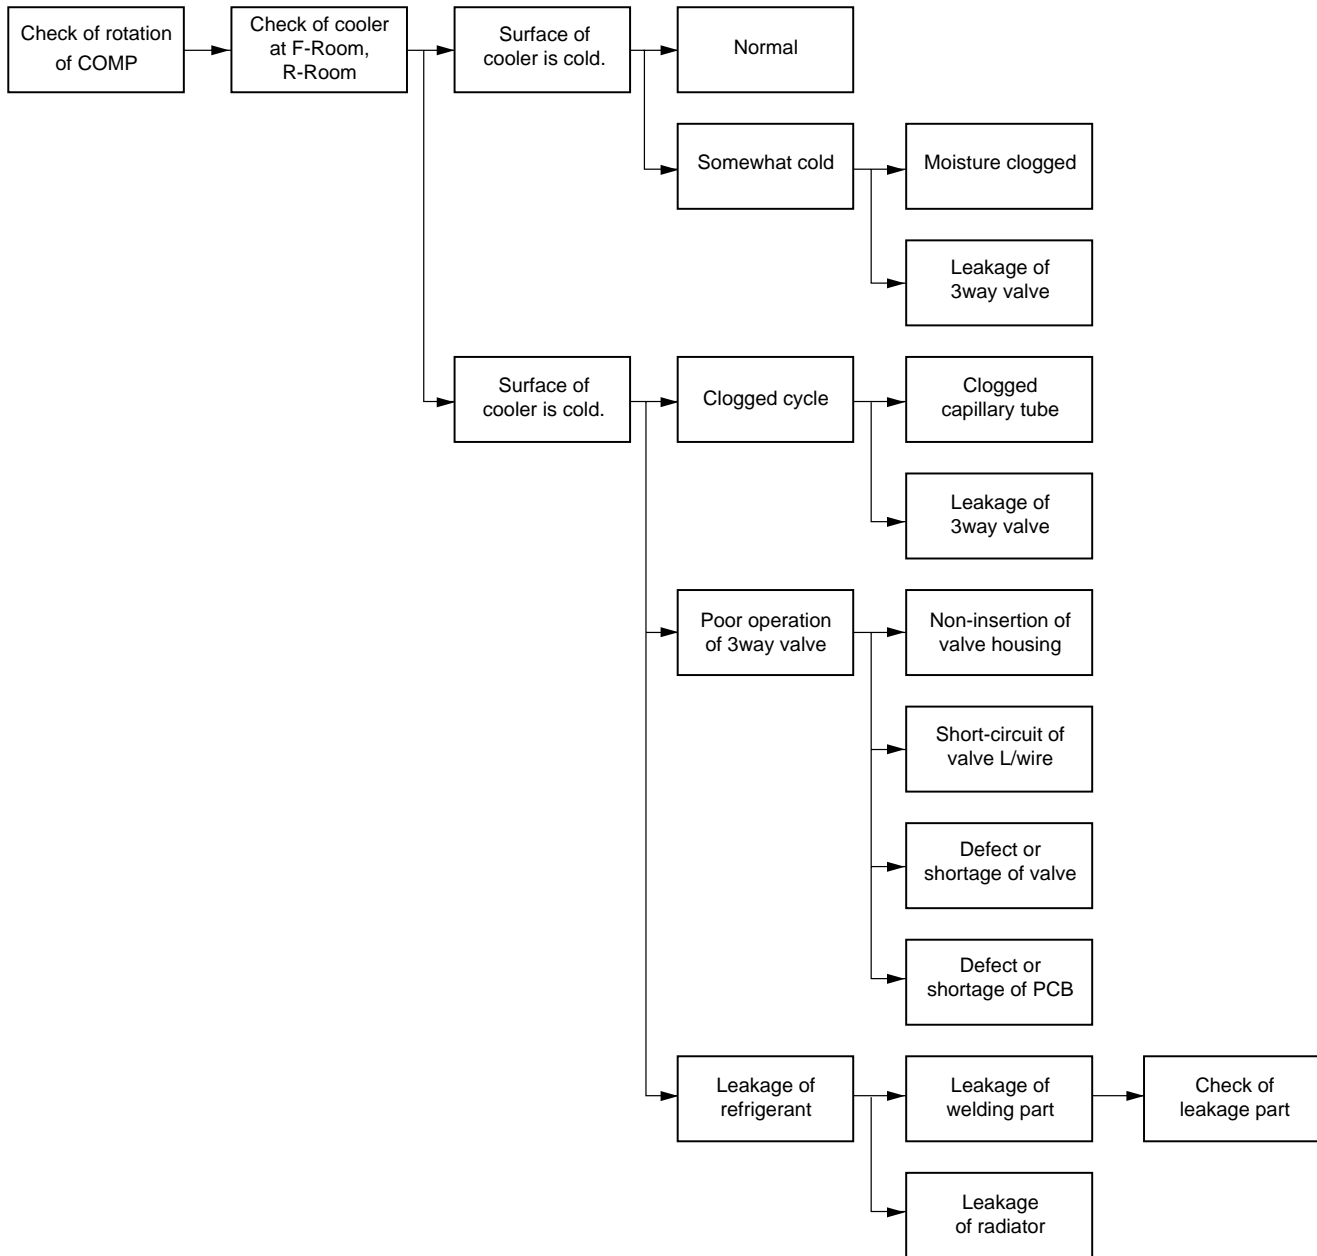 Check of rotation
of COMP
Check of cooler
at F-Room,
R-Room
Surface of
cooler is cold.
Normal
Somewhat cold
Moisture clogged
Leakage of
3way valve
Surface of
cooler is cold.
Clogged cycle
Clogged
capillary tube
Leakage of
3way valve
Poor operation
of 3way valve
Non-insertion of
valve housing
Short-circuit of
valve L/wire
Defect or
shortage of valve
Defect or
shortage of PCB
Leakage of
refrigerant
Leakage of
welding part
Check of
leakage part
Leakage
of radiator